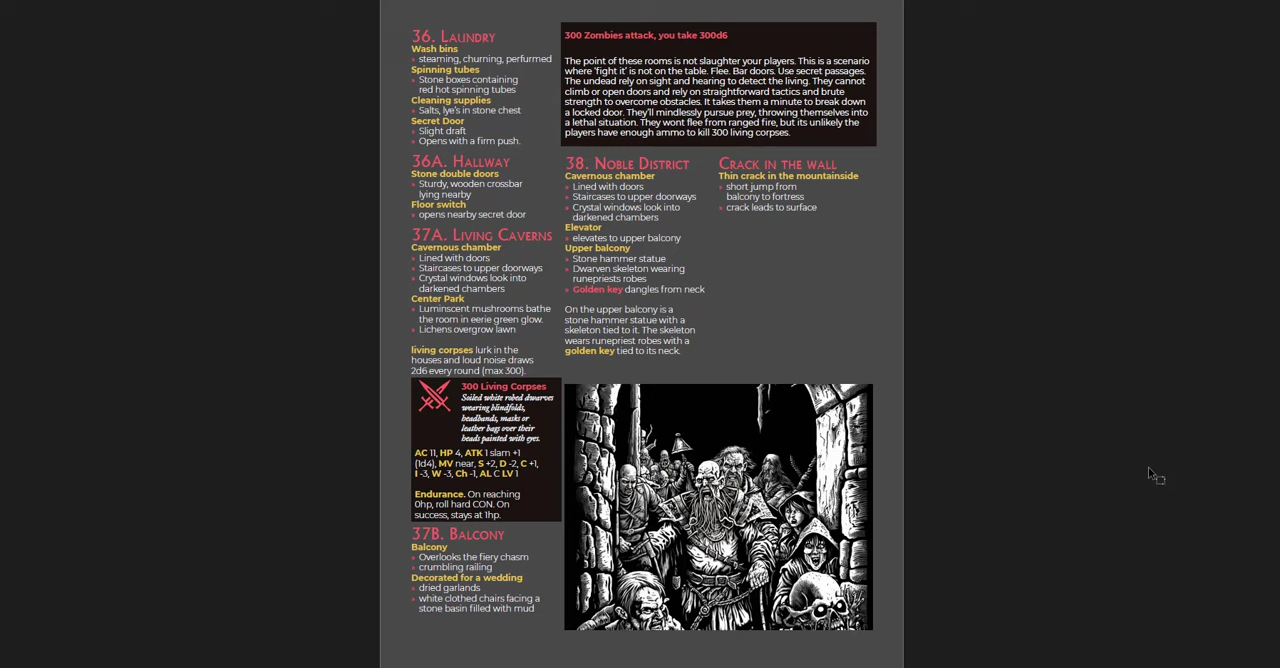 36. Laundry
Wash bins
steaming, churning, perfurmed
Spinning tubes
Stone boxes containing
red hot spinning tubes
Cleaning supplies
Salts, lye's in stone chest
Secret Door
Slight draft
Opens with a firm push.
36A. Hallway
Stone double doors
Sturdy, wooden crossbar
lying nearby
Floor switch
opens nearby secret door
37A. Living Caverns
Cavernous chamber
Lined with doors
Staircases to upper doorways
Crystal windows look into
darkened chambers
Center Park
Luminscent mushrooms bathe
the room in eerie green glow.
Lichens overgrow lawn
living corpses lurk in the
houses and loud noise draws
2d6 every round (max 300).
300 Living Corpses
Soiled white robed dwarves
wearing blindfolds,
headbands, masks or
leather bags over their
heads painted with eyes.
AC 11, HP 4, ATK 1 slam +1
(1d4), MV near, S +2, D -2, C +1,
I -3, W -3, Ch -1, AL C LV 1
Endurance. On reaching
0hp, roll hard CON. On
success, stays at 1hp.
37B. Balcony
Balcony
Overlooks the fiery chasm
crumbling railing
Decorated for a wedding
dried garlands
white clothed chairs facing a
stone basin filled with mud
300 Zombies attack, you take 300d6
The point of these rooms is not slaughter your players. This is a scenario
where 'fight it' is not on the table. Flee. Bar doors. Use secret passages.
The undead rely on sight and hearing to detect the living. They cannot
climb or open doors and rely on straightforward tactics and brute
strength to overcome obstacles. It takes them a minute to break down
a locked door. They'll mindlessly pursue prey, throwing themselves into
a lethal situation. They wont flee from ranged fire, but its unlikely the
players have enough ammo to kill 300 living corpses.
38. Noble District
Cavernous chamber
Lined with doors
Staircases to upper doorways
Crystal windows look into
darkened chambers
Elevator
elevates to upper balcony
Upper balcony
Stone hammer statue
Dwarven skeleton wearing
runepriests robes
Golden key dangles from neck
On the upper balcony is a
stone hammer statue with a
skeleton tied to it. The skeleton
wears runepriest robes with a
golden key tied to its neck.
Crack in the wall
Thin crack in the mountainside
short jump from
balcony to fortress
crack leads to surface